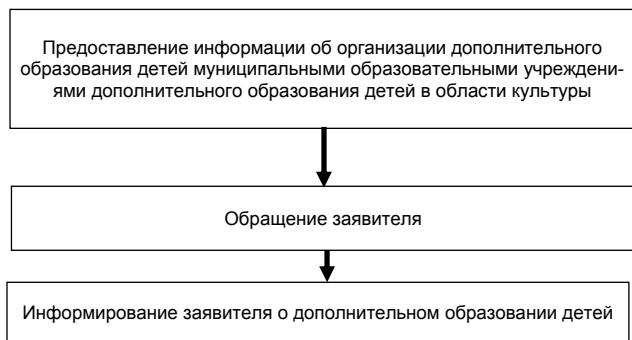 Предоставление информации об организации дополнительного
образования детей муниципальными образовательными учреждени-
ями дополнительного образования детей в области культуры
Обращение заявителя
Информирование заявителя о дополнительном образовании детей